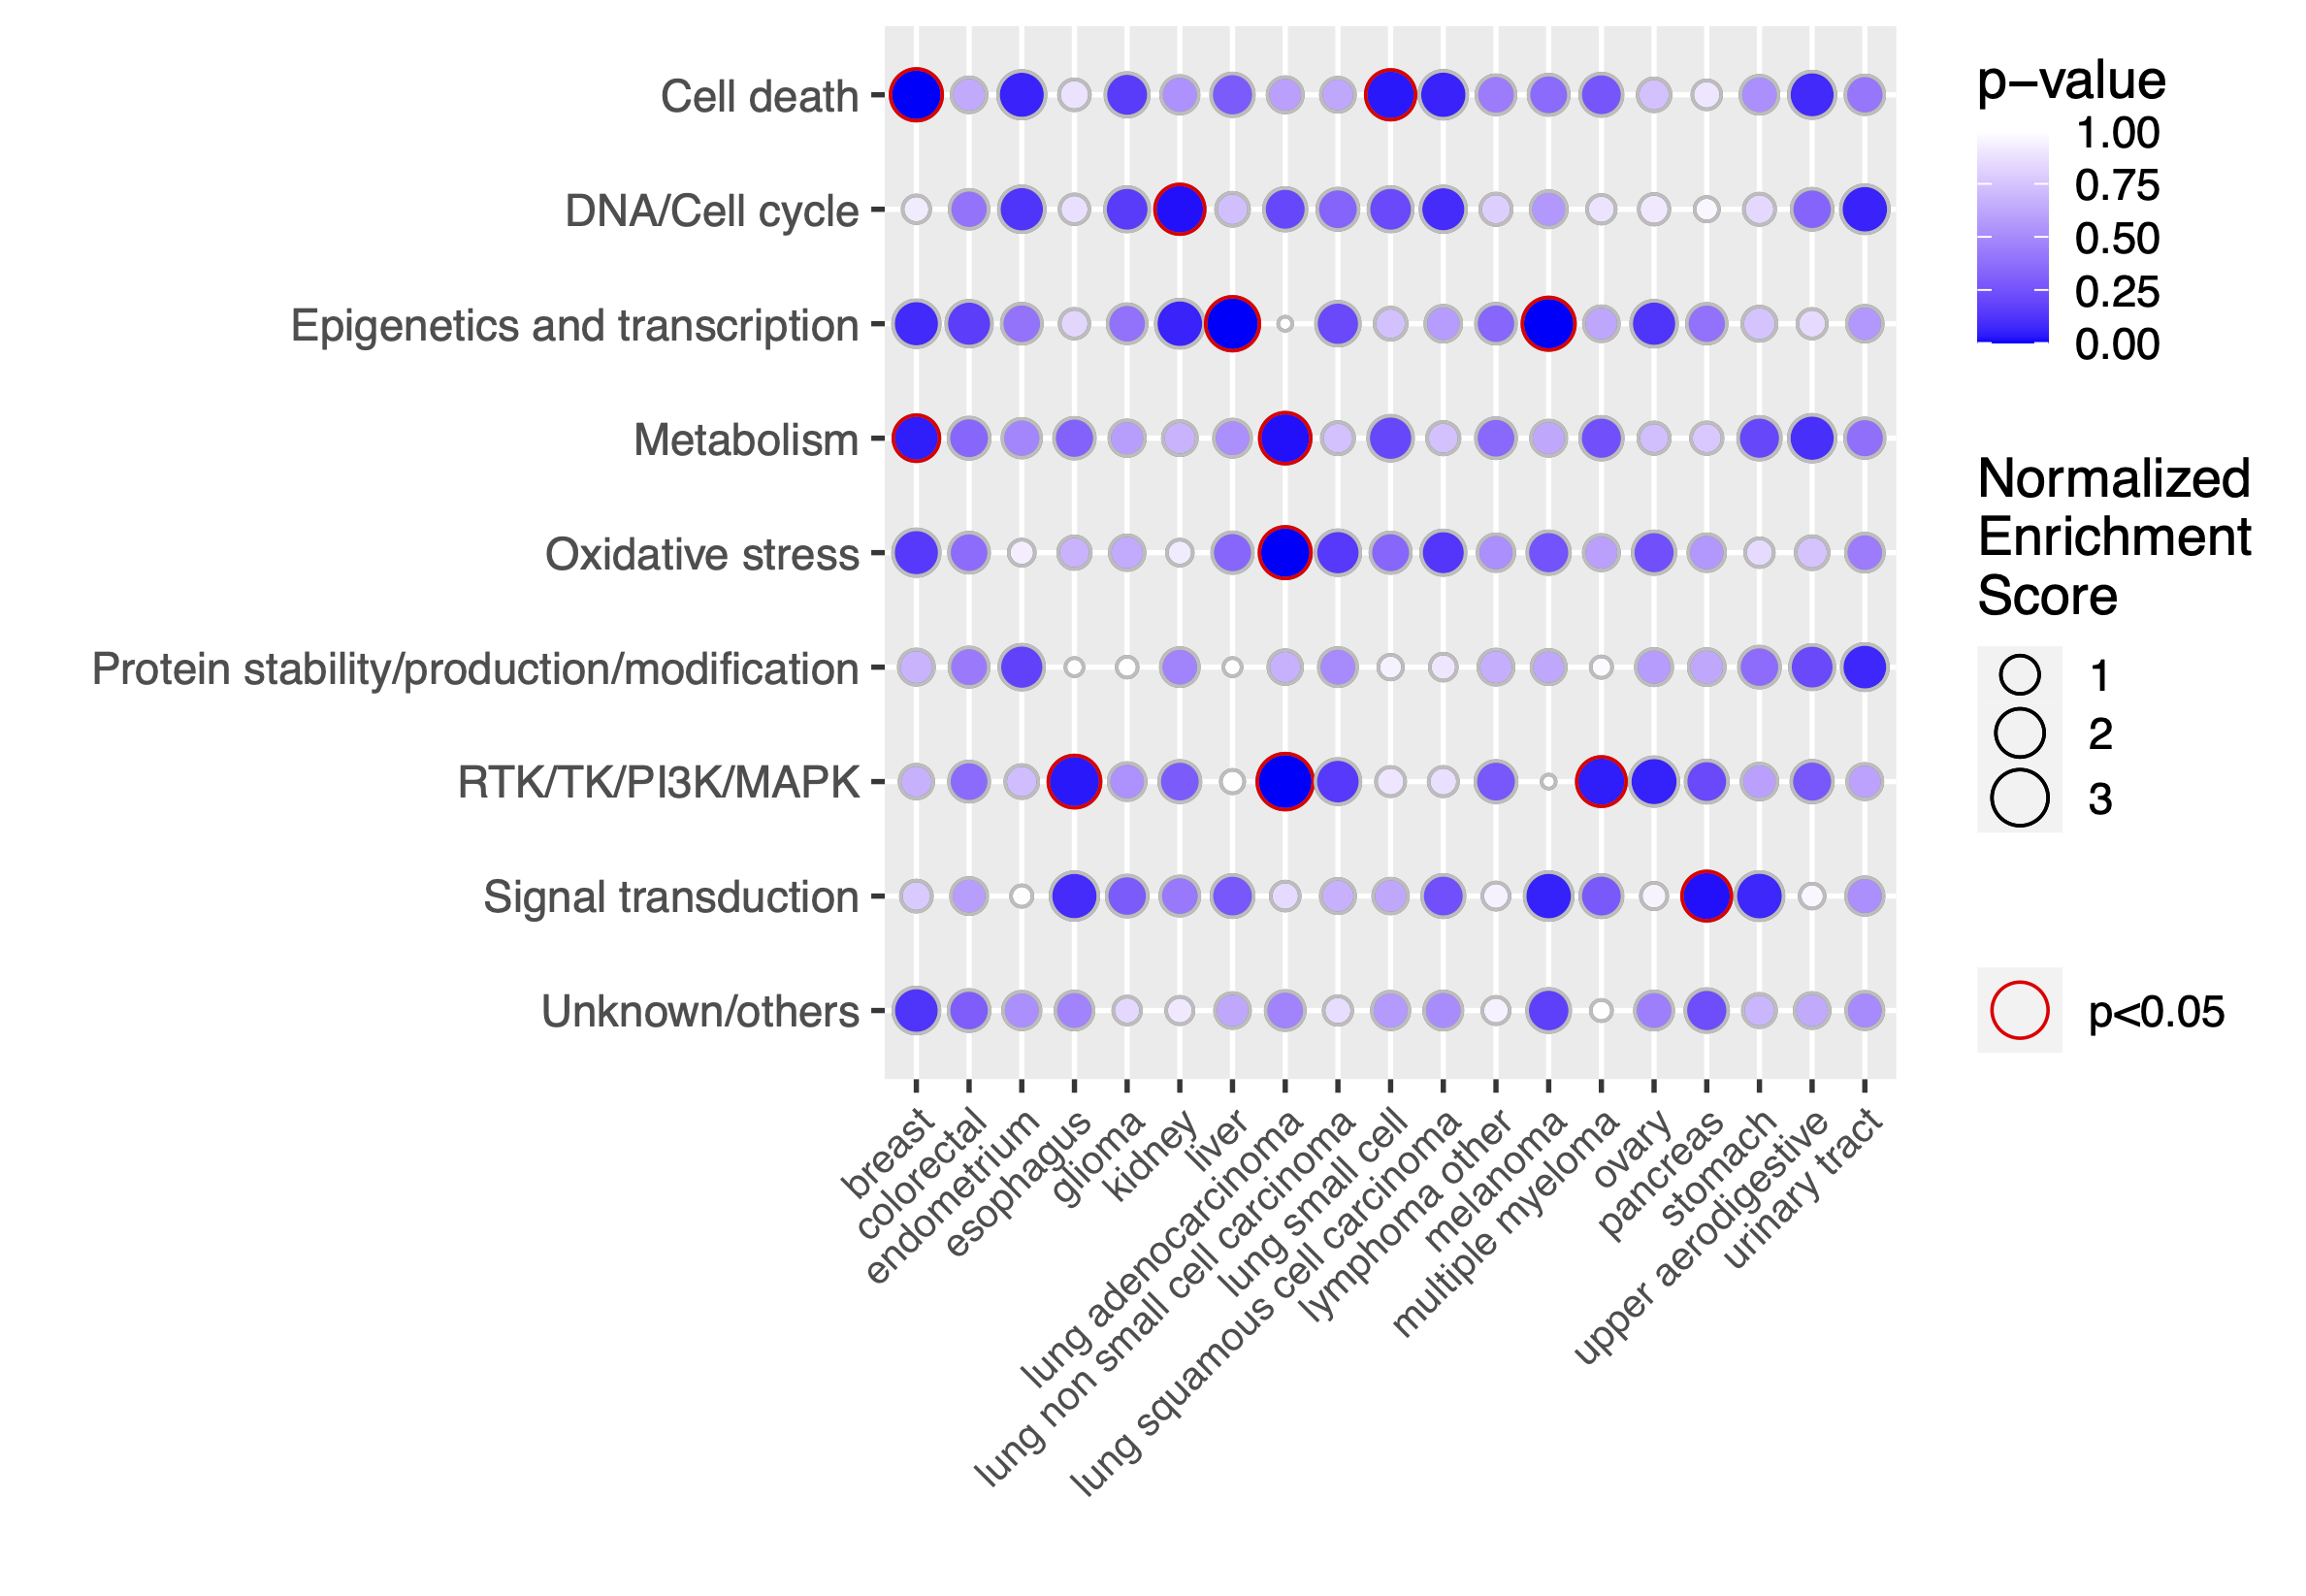 Cell death
DNA/Cell cycle
Epigenetics and transcription
Metabolism
Oxidative stress
Protein stability/production/modification
RTK/TK/PI3K/MAPK
Signal transduction
Unknown/others
breast
colorectal
endometrium
esophagus
glioma
kidney
liver
lung adenocarcinoma
lung non small cell carcinoma
lung small cell
lung squamous cell carcinoma
lymphoma other
melanoma
multiple myeloma
ovary
pancreas
stomach
upper aerodigestive
urinary tract
p−value
1.00
0.75
0.50
0.25
0.00
Normalized
Enrichment
Score
1
2
3
p<0.05